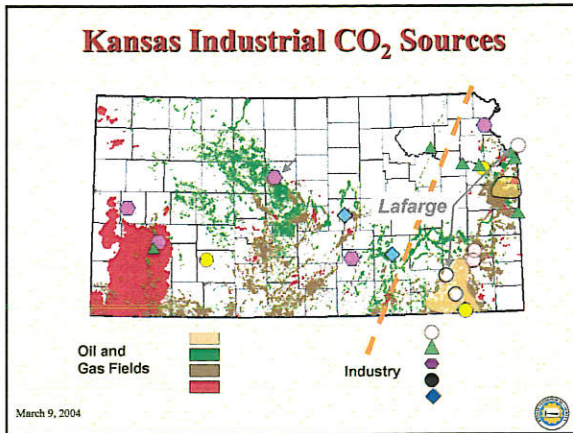 Kansas Industrial CO₂ Sources
Lafarge
Oil and
Gas Fields
Industry
March 9, 2004